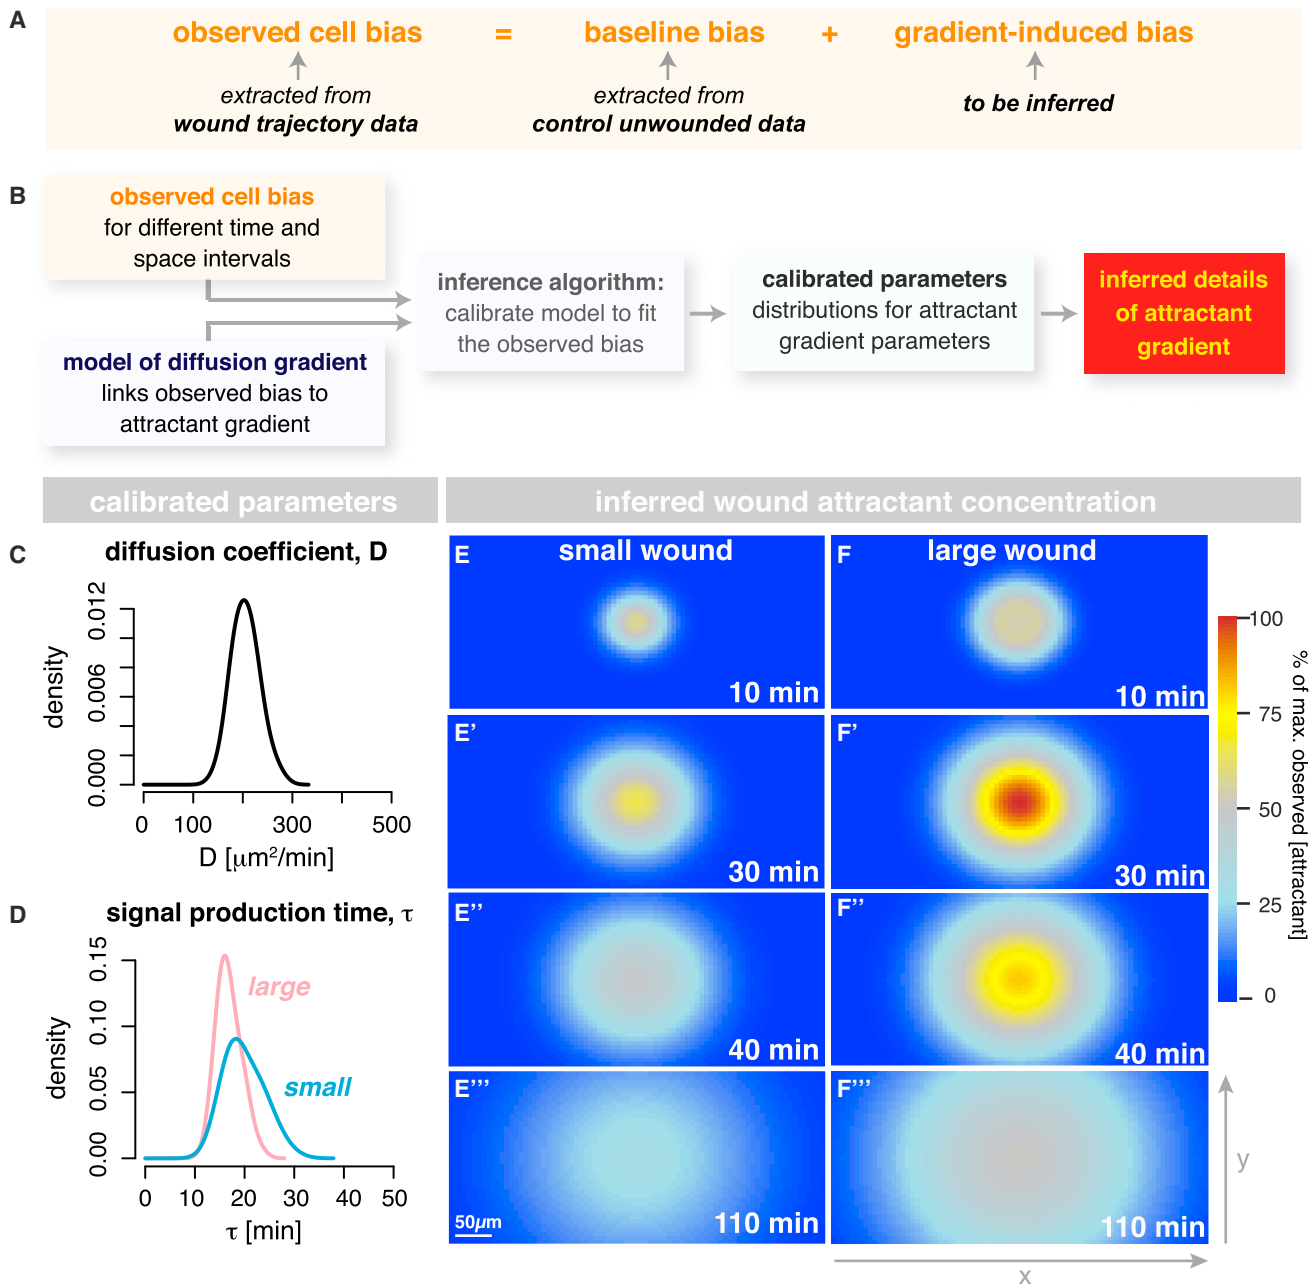 A
observed cell bias = baseline bias + gradient-induced bias
extracted from
wound trajectory data
extracted from
control unwounded data
to be inferred
B
observed cell bias
for different time and
space intervals
model of diffusion gradient
links observed bias to
attractant gradient
inference algorithm:
calibrate model to fit
the observed bias
calibrated parameters
distributions for attractant
gradient parameters
inferred details
of attractant
gradient
calibrated parameters
inferred wound attractant concentration
C
diffusion coefficient, D
density
0.012
0.006
0.000
0 100 300 500
D [μm²/min]
D
signal production time, τ
density
0.15
0.10
0.05
0.00
large
small
0 10 20 30 40 50
τ [min]
E
small wound
10 min
F
large wound
10 min
E’
30 min
F’
30 min
E’’
40 min
F’’
40 min
E’’’
50μm
110 min
F’’’
110 min
100
75
50
25
0
% of max. observed [attractant]
y
x